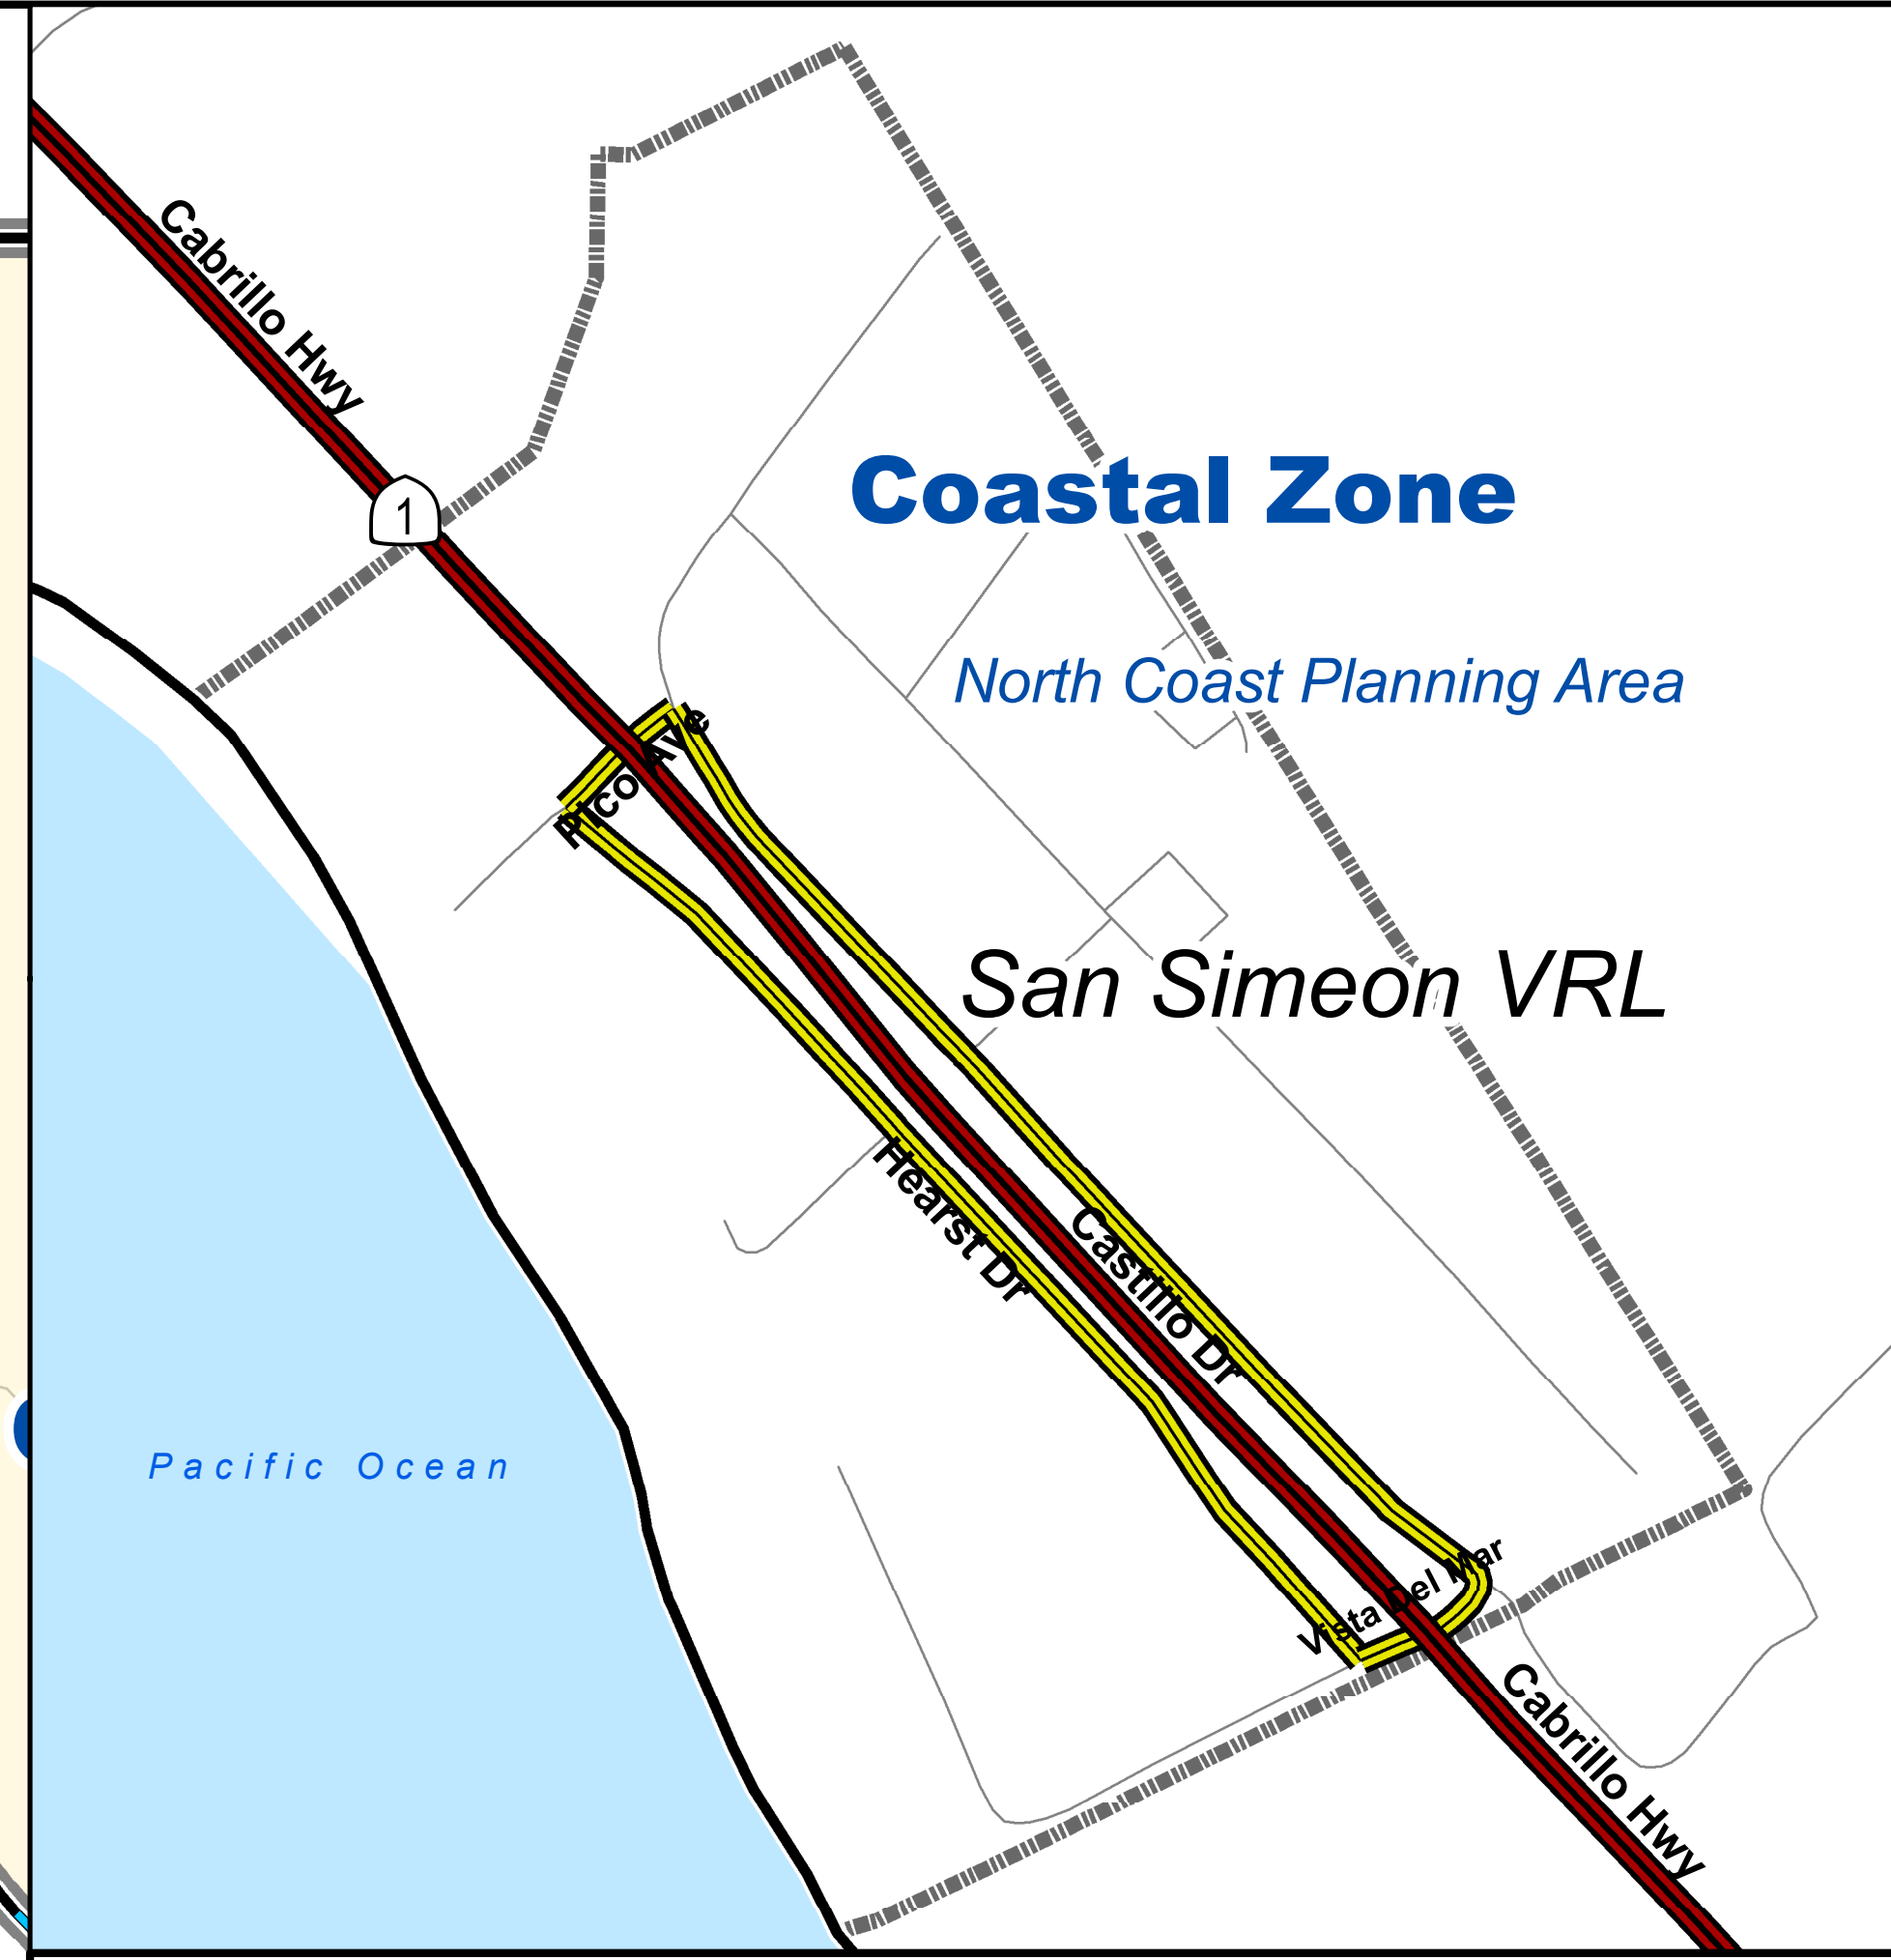 Cabrillo Hwy
1
Coastal Zone
North Coast Planning Area
Pico Ave
San Simeon VRL
Hearst Dr
Castillo Dr
Pacific Ocean
Vista Del Mar
Cabrillo Hwy